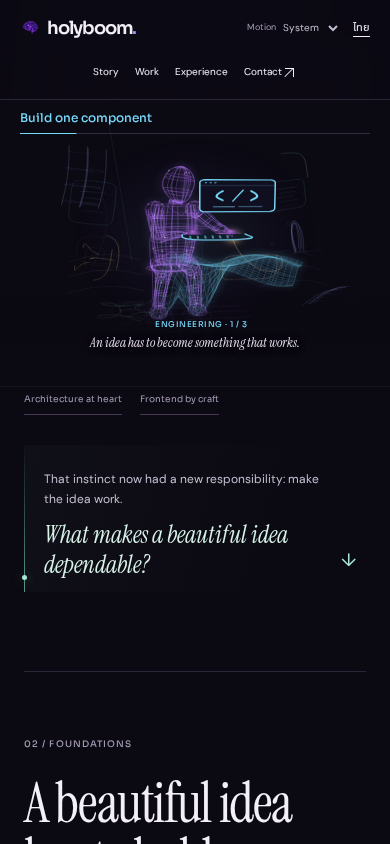 holyboom.
Motion System
ไทย
Story Work Experience Contact
Build one component
</>
ENGINEERING · 1 / 3
An idea has to become something that works.
Architecture at heart Frontend by craft
That instinct now had a new responsibility: make
the idea work.
What makes a beautiful idea
dependable?
02 / FOUNDATIONS
A beautiful idea